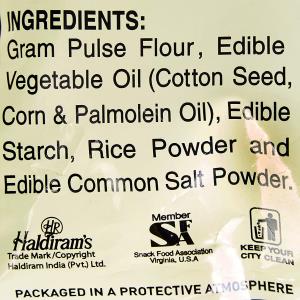 INGREDIENTS:
Gram Pulse Flour, Edible
Vegetable Oil (Cotton Seed,
Corn & Palmolein Oil), Edible
Starch, Rice Powder and
Edible Common Salt Powder.
HR
Haldiram's
Trade Mark/Copyright
Haldiram India (Pvt.) Ltd.
Member
SFA
Snack Food Association
Virginia, U.S.A
KEEP YOUR
CITY CLEAN
PACKAGED IN A PROTECTIVE ATMOSPHERE